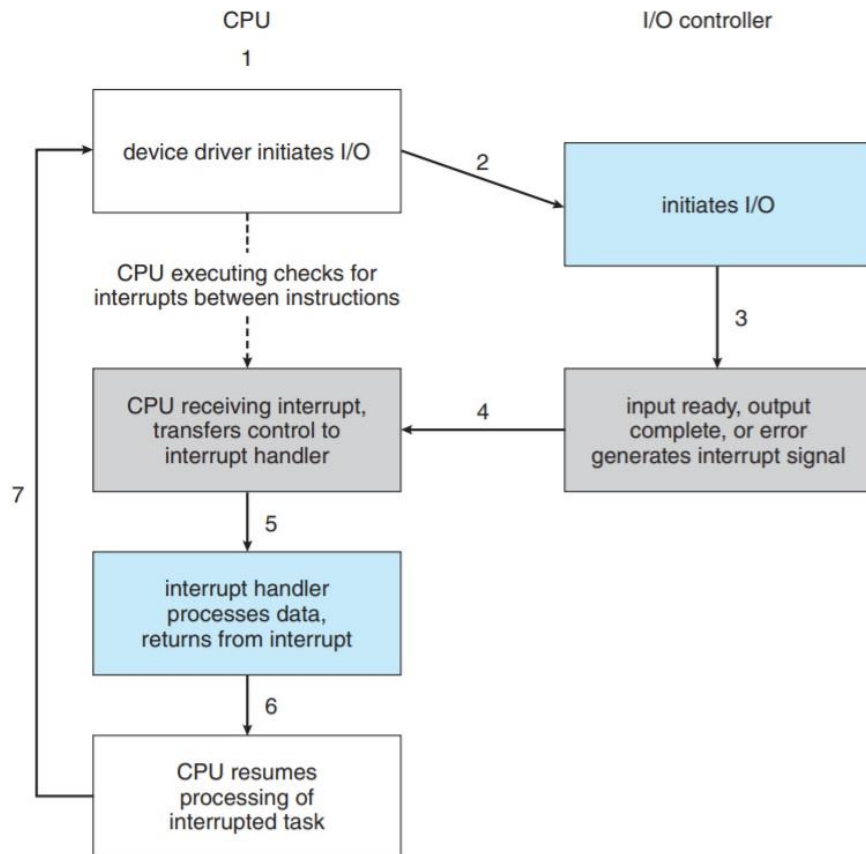 CPU
I/O controller
1
device driver initiates I/O
2
initiates I/O
CPU executing checks for
interrupts between instructions
3
CPU receiving interrupt,
transfers control to
interrupt handler
4
input ready, output
complete, or error
generates interrupt signal
7
5
interrupt handler
processes data,
returns from interrupt
6
CPU resumes
processing of
interrupted task